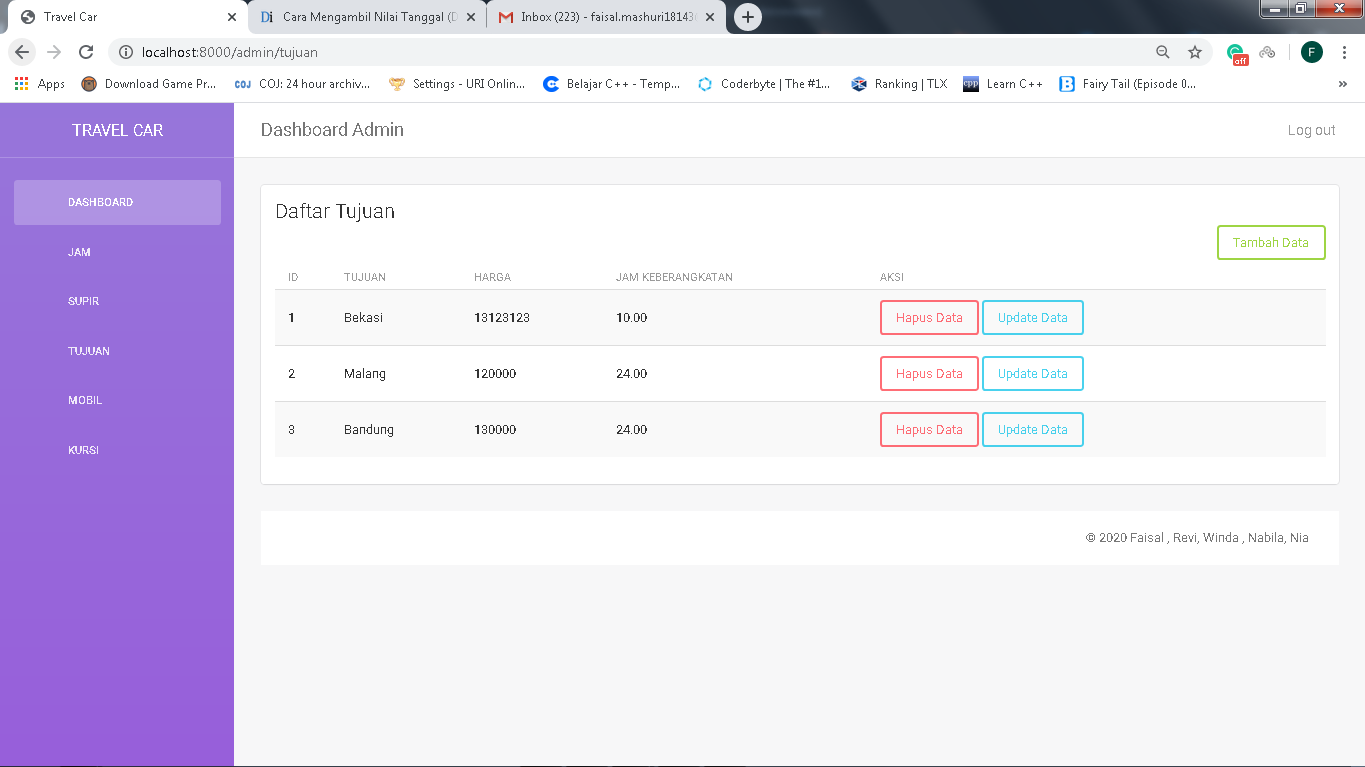 Travel Car
Di Cara Mengambil Nilai Tanggal (D
Inbox (223) - faisal.mashuri18143
localhost:8000/admin/tujuan
off
F
Apps
Download Game Pr...
COJ COJ: 24 hour archiv...
Settings - URI Onlin...
Belajar C++ - Temp...
Coderbyte | The #1...
Ranking | TLX
cpp Learn C++
B Fairy Tail (Episode 0...
»
TRAVEL CAR
Dashboard Admin
Log out
DASHBOARD
JAM
SUPIR
TUJUAN
MOBIL
KURSI
Daftar Tujuan
Tambah Data
ID TUJUAN HARGA JAM KEBERANGKATAN AKSI
1 Bekasi 13123123 10.00 Hapus Data Update Data
2 Malang 120000 24.00 Hapus Data Update Data
3 Bandung 130000 24.00 Hapus Data Update Data
© 2020 Faisal , Revi, Winda , Nabila, Nia